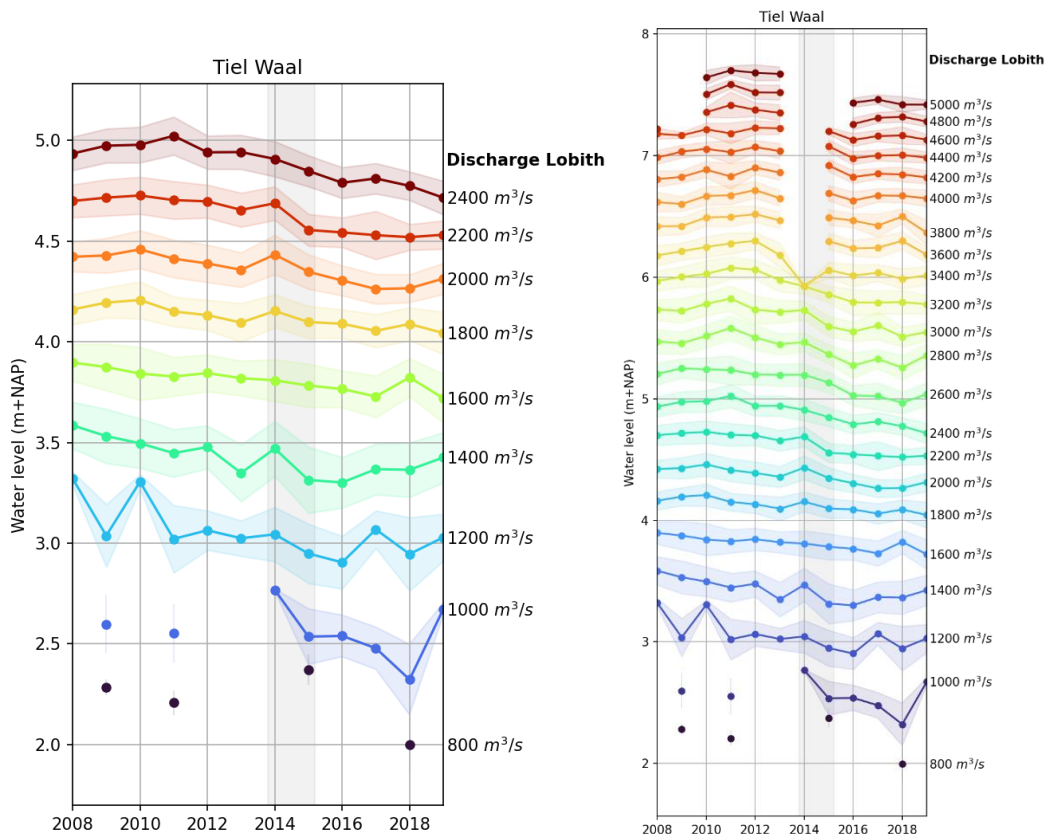 Tiel Waal
Discharge Lobith
5.0
4.5
4.0
3.5
3.0
2.5
2.0
Water level (m+NAP)
2400 m³/s
2200 m³/s
2000 m³/s
1800 m³/s
1600 m³/s
1400 m³/s
1200 m³/s
1000 m³/s
800 m³/s
2008 2010 2012 2014 2016 2018
Tiel Waal
Discharge Lobith
8
7
6
5
4
3
2
Water level (m+NAP)
5000 m³/s
4800 m³/s
4600 m³/s
4400 m³/s
4200 m³/s
4000 m³/s
3800 m³/s
3600 m³/s
3400 m³/s
3200 m³/s
3000 m³/s
2800 m³/s
2600 m³/s
2400 m³/s
2200 m³/s
2000 m³/s
1800 m³/s
1600 m³/s
1400 m³/s
1200 m³/s
1000 m³/s
800 m³/s
2008 2010 2012 2014 2016 2018